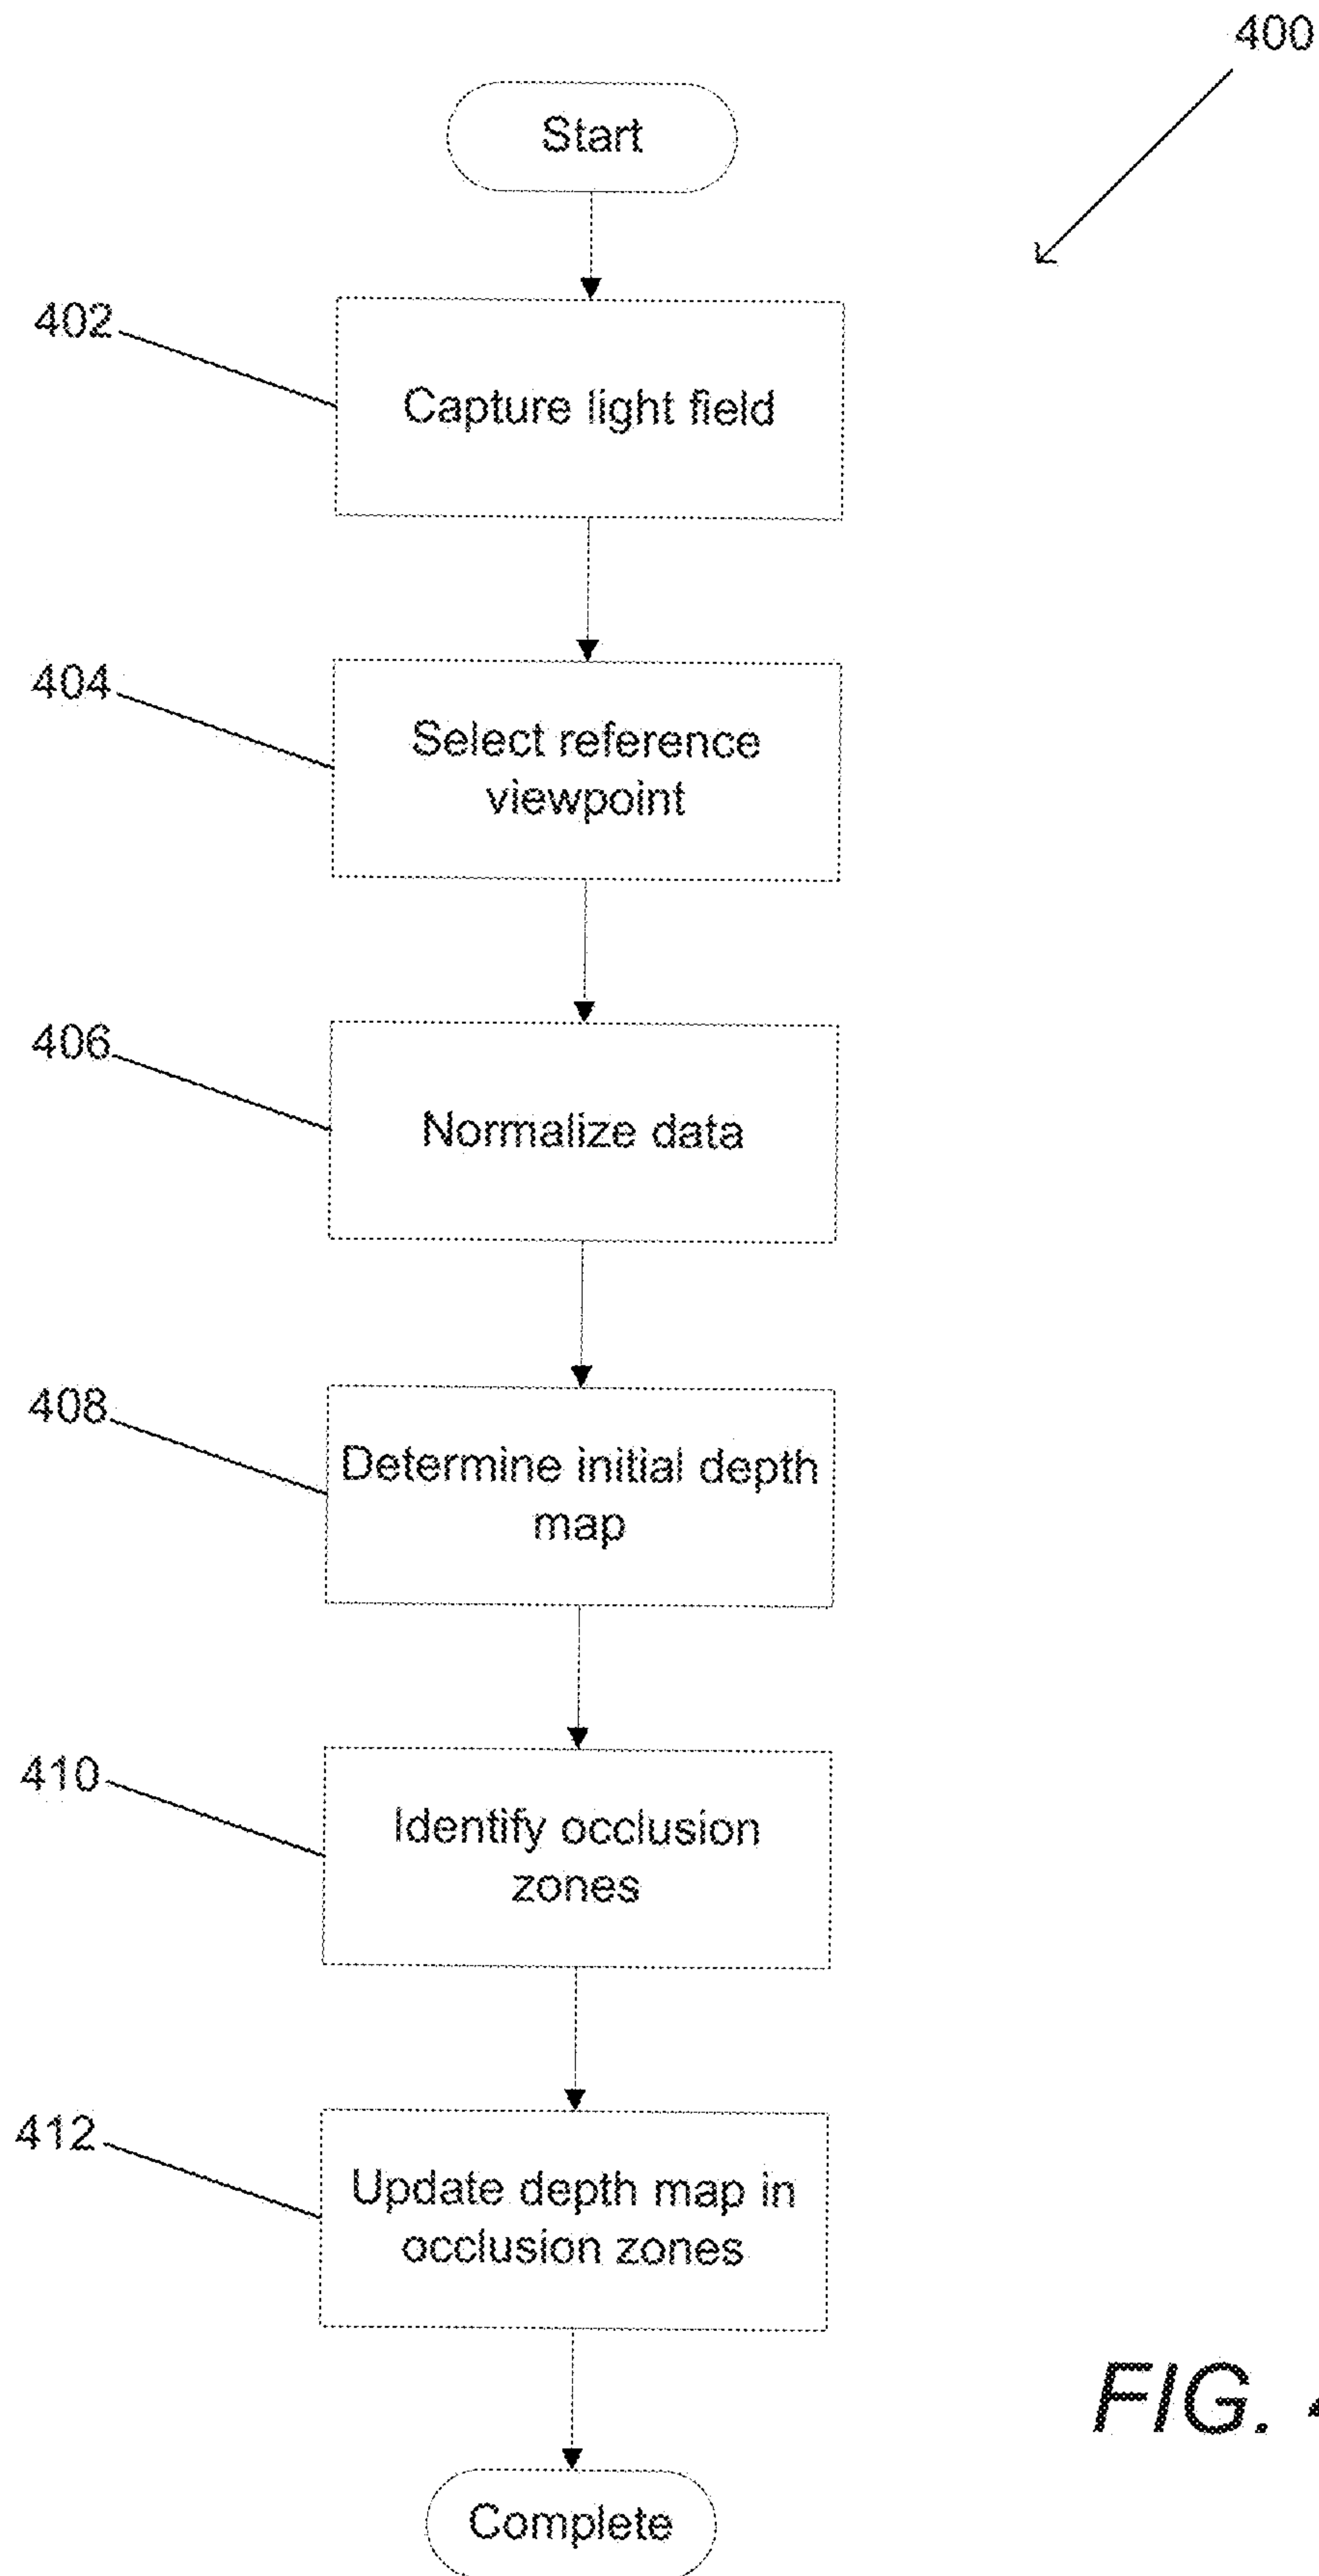 400
Start
402
Capture light field
404
Select reference
viewpoint
406
Normalize data
408
Determine initial depth
map
410
Identify occlusion
zones
412
Update depth map in
occlusion zones
FIG.
Complete